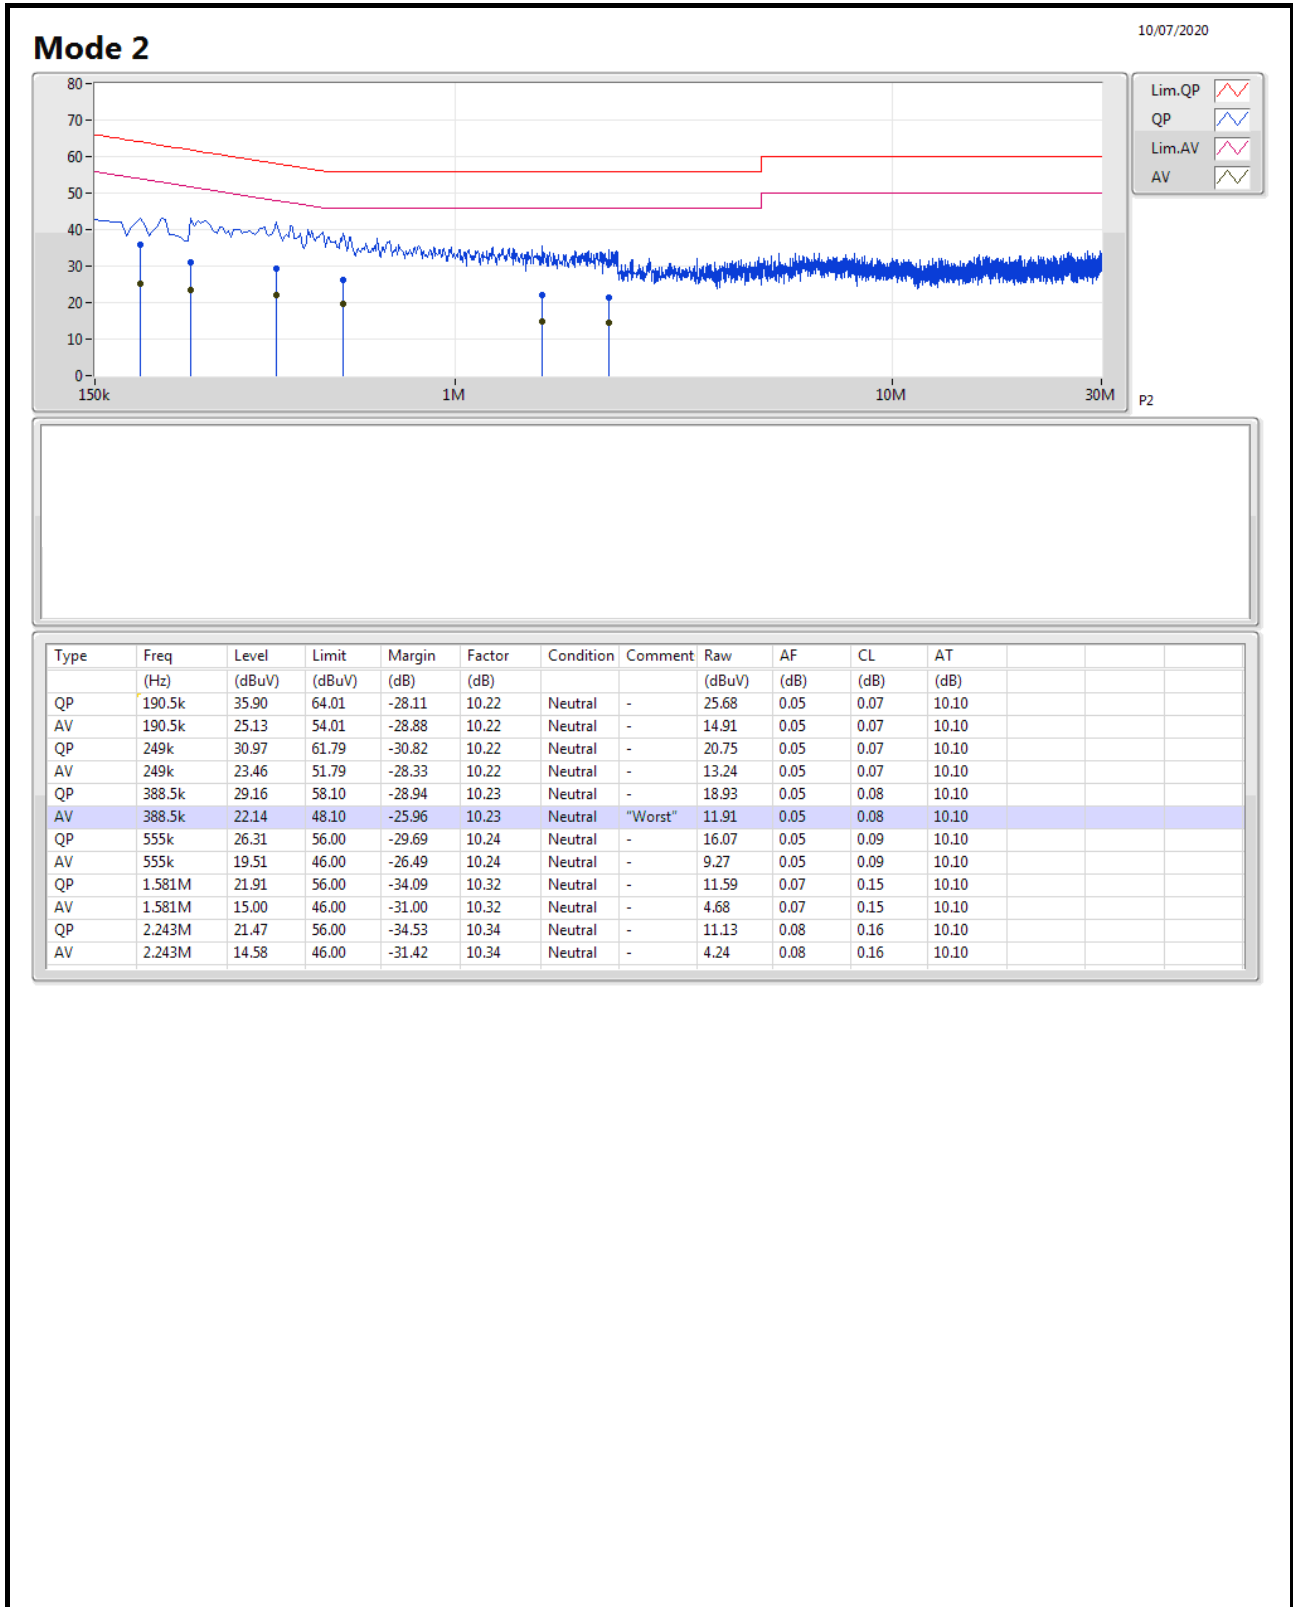 10/07/2020
Mode 2
80
70
60
50
40
30
20
10
0
150k 1M 10M 30M
Lim.QP
QP
Lim.AV
AV
P2
Type Freq Level Limit Margin Factor Condition Comment Raw AF CL AT
(Hz) (dBuV) (dBuV) (dB) (dB) (dBuV) (dB) (dB) (dB)
QP 190.5k 35.90 64.01 -28.11 10.22 Neutral - 25.68 0.05 0.07 10.10
AV 190.5k 25.13 54.01 -28.88 10.22 Neutral - 14.91 0.05 0.07 10.10
QP 249k 30.97 61.79 -30.82 10.22 Neutral - 20.75 0.05 0.07 10.10
AV 249k 23.46 51.79 -28.33 10.22 Neutral - 13.24 0.05 0.07 10.10
QP 388.5k 29.16 58.10 -28.94 10.23 Neutral - 18.93 0.05 0.08 10.10
AV 388.5k 22.14 48.10 -25.96 10.23 Neutral "Worst" 11.91 0.05 0.08 10.10
QP 555k 26.31 56.00 -29.69 10.24 Neutral - 16.07 0.05 0.09 10.10
AV 555k 19.51 46.00 -26.49 10.24 Neutral - 9.27 0.05 0.09 10.10
QP 1.581M 21.91 56.00 -34.09 10.32 Neutral - 11.59 0.07 0.15 10.10
AV 1.581M 15.00 46.00 -31.00 10.32 Neutral - 4.68 0.07 0.15 10.10
QP 2.243M 21.47 56.00 -34.53 10.34 Neutral - 11.13 0.08 0.16 10.10
AV 2.243M 14.58 46.00 -31.42 10.34 Neutral - 4.24 0.08 0.16 10.10